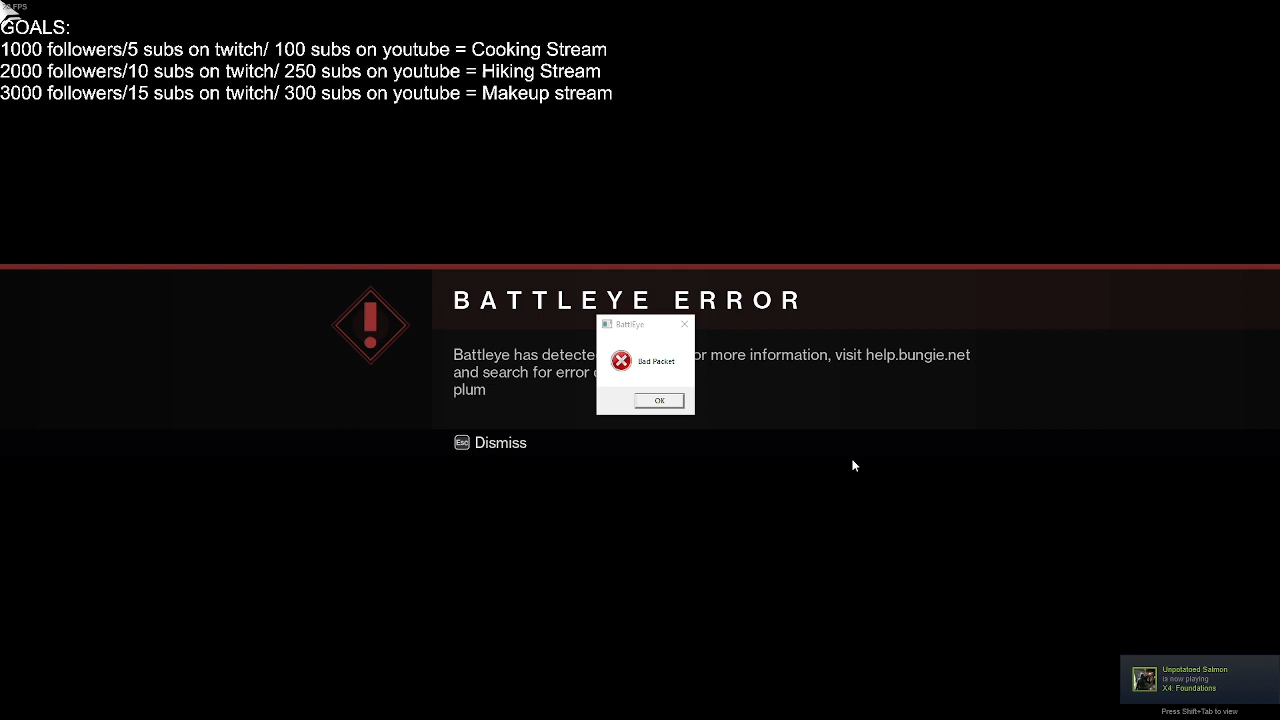 FPS
GOALS:
1000 followers/5 subs on twitch/ 100 subs on youtube = Cooking Stream
2000 followers/10 subs on twitch/ 250 subs on youtube = Hiking Stream
3000 followers/15 subs on twitch/ 300 subs on youtube = Makeup stream
BATTLEYE ERROR
BattlEye
Battleye has detecte or more information, visit help.bungie.net
Bad Packet
and search for error
plum
OK
Esc Dismiss
Unpotatoed Salmon
is now playing
X4: Foundations
Press Shift+Tab to view